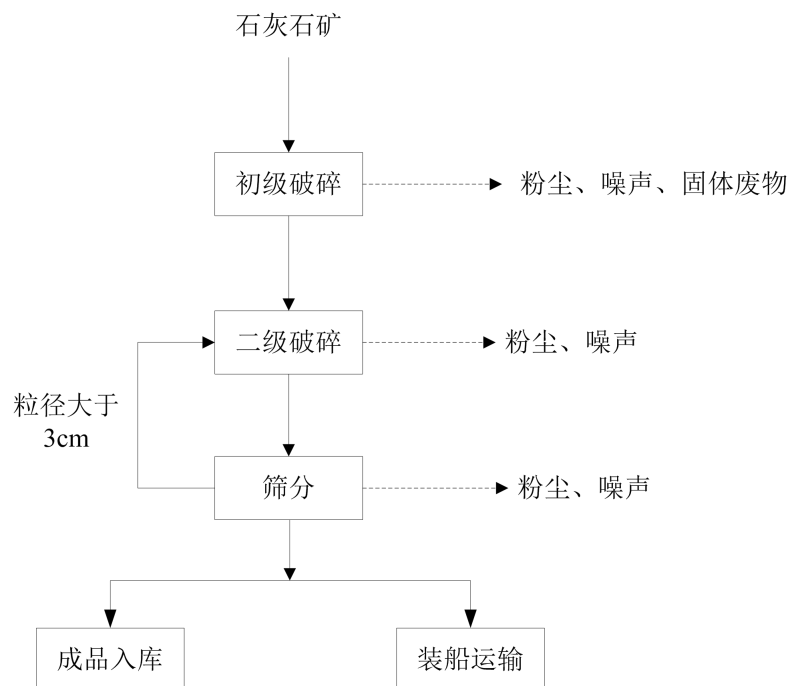 石灰石矿
初级破碎
粉尘、噪声、固体废物
二级破碎
粉尘、噪声
粒径大于
3cm
筛分
粉尘、噪声
成品入库
装船运输